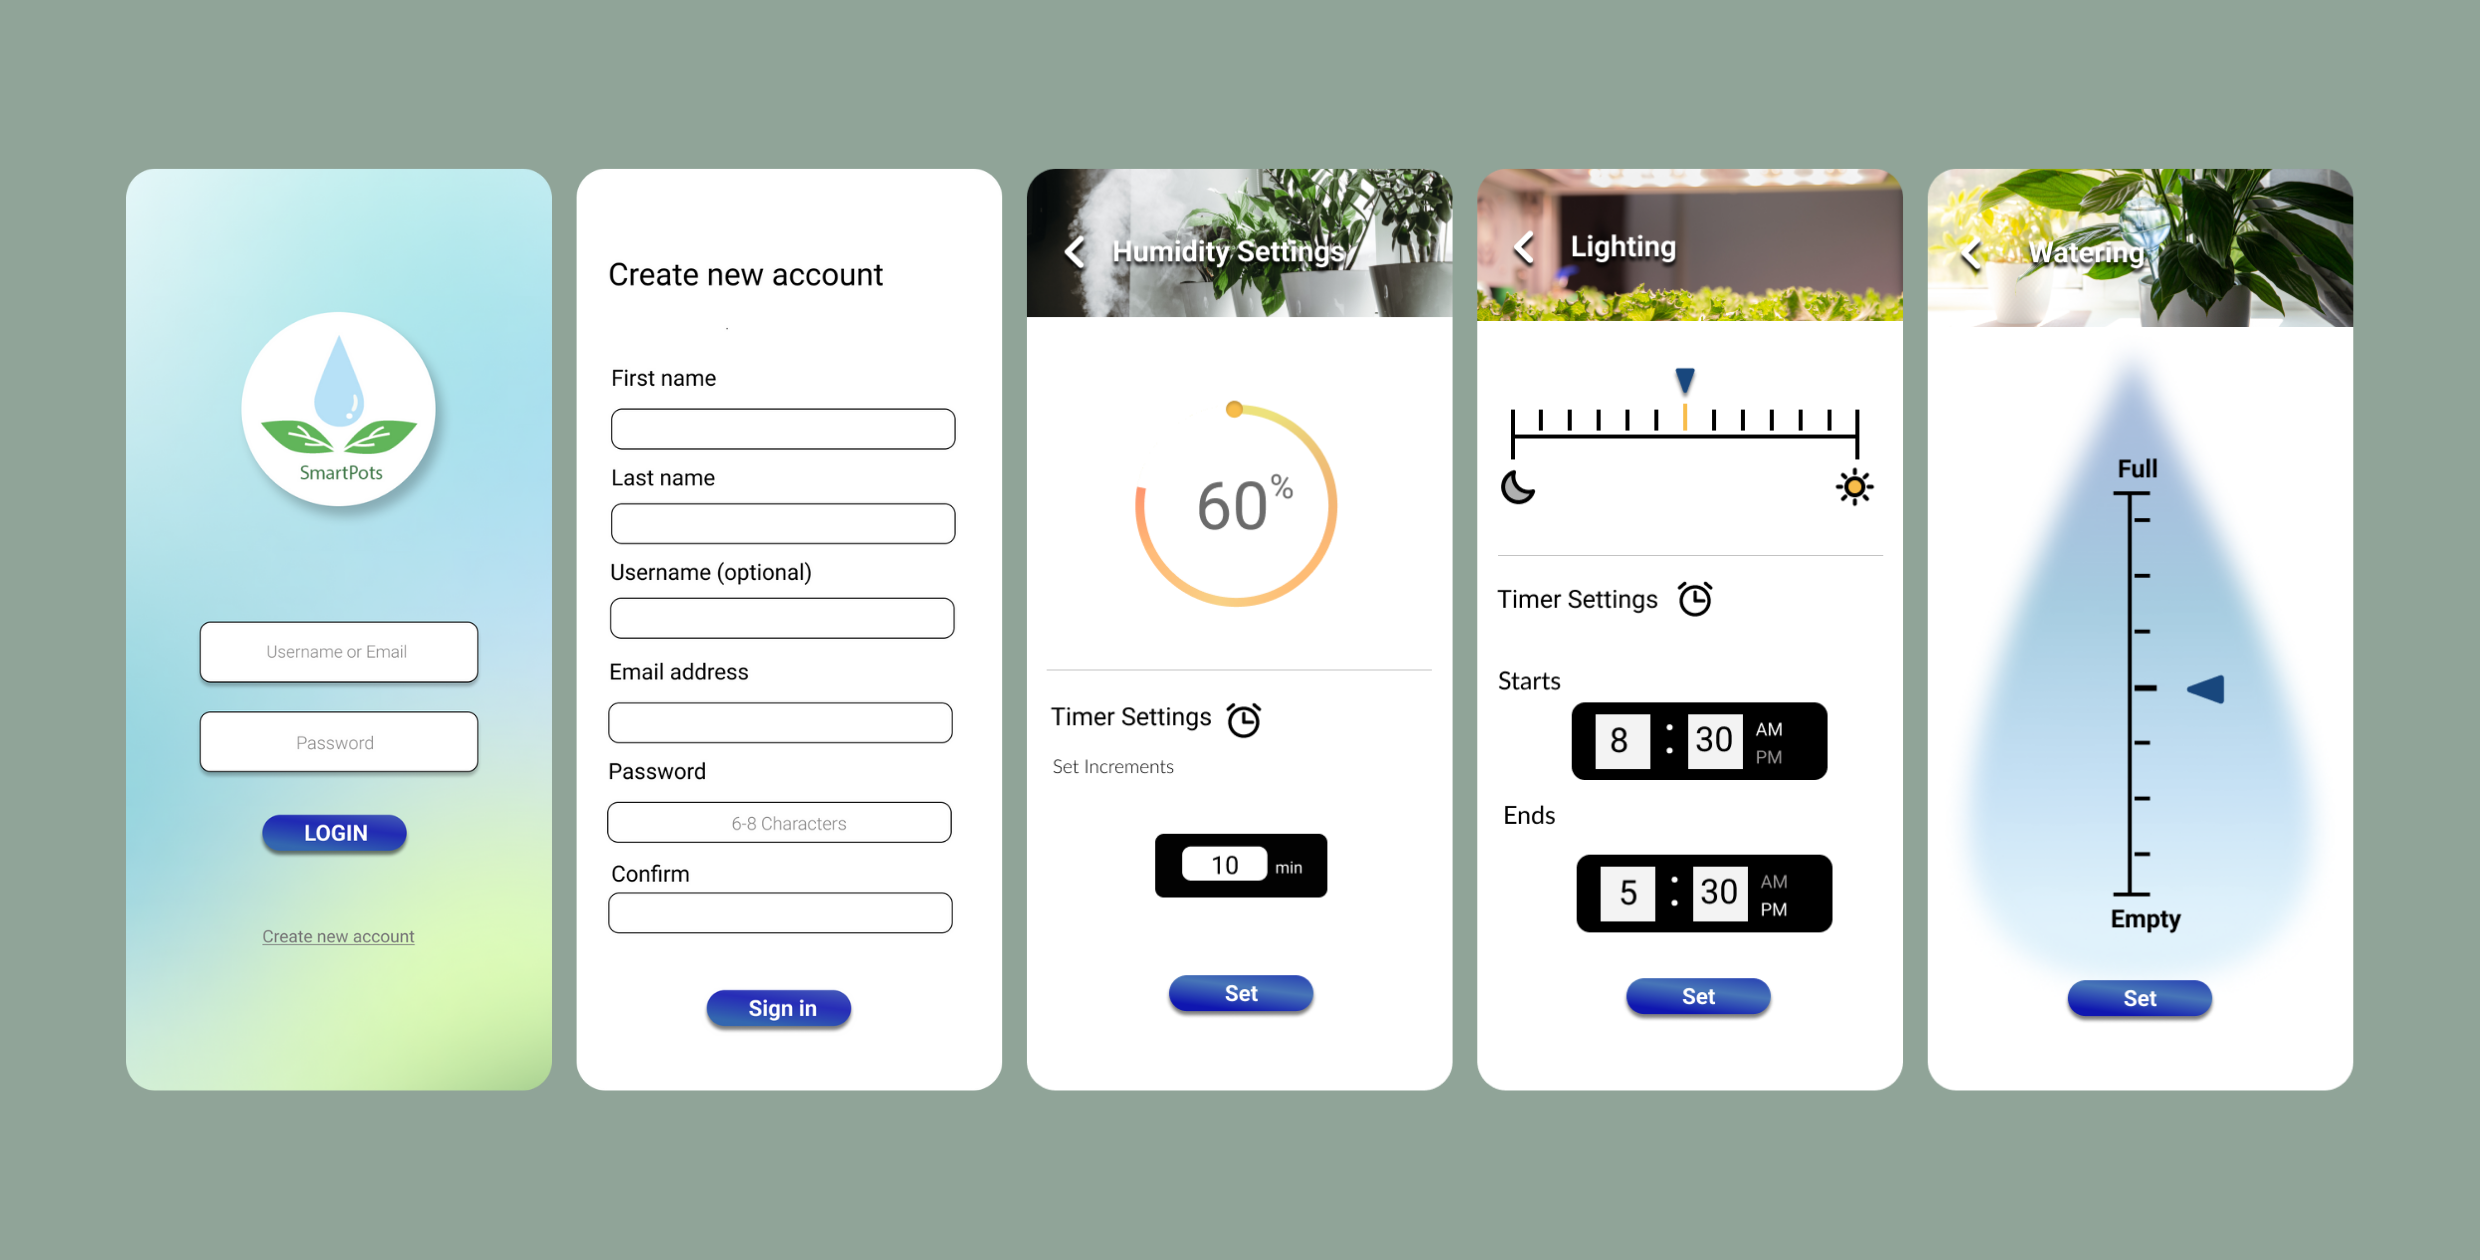 SmartPots
Username or Email
Password
LOGIN
Create new account
Create new account
First name
Last name
Username (optional)
Email address
Password
6-8 Characters
Confirm
Sign in
Humidity Settings
60%
Timer Settings
Set Increments
10 min
Set
Lighting
Timer Settings
Starts
8 : 30 AM
PM
Ends
5 : 30 AM
PM
Set
Watering
Full
Empty
Set